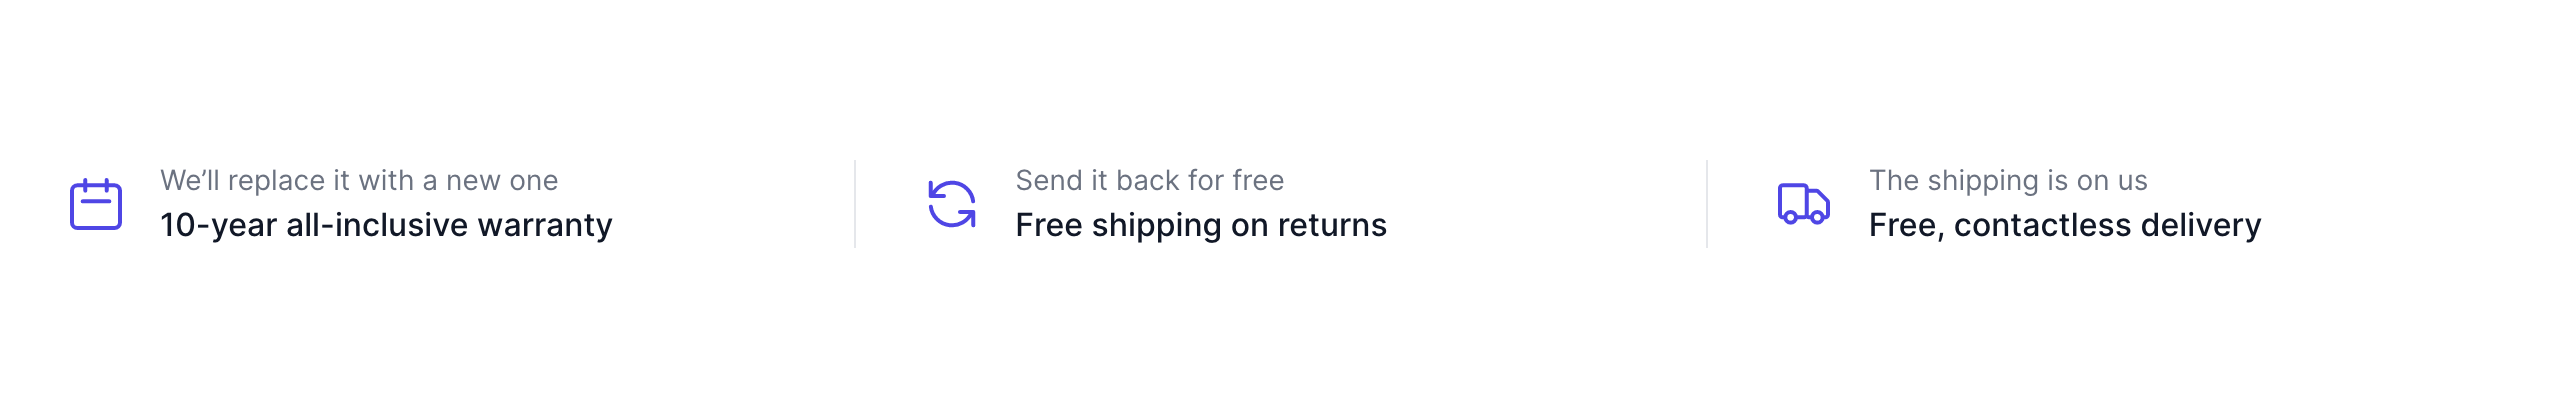 We’ll replace it with a new one
10-year all-inclusive warranty
Send it back for free
Free shipping on returns
The shipping is on us
Free, contactless delivery